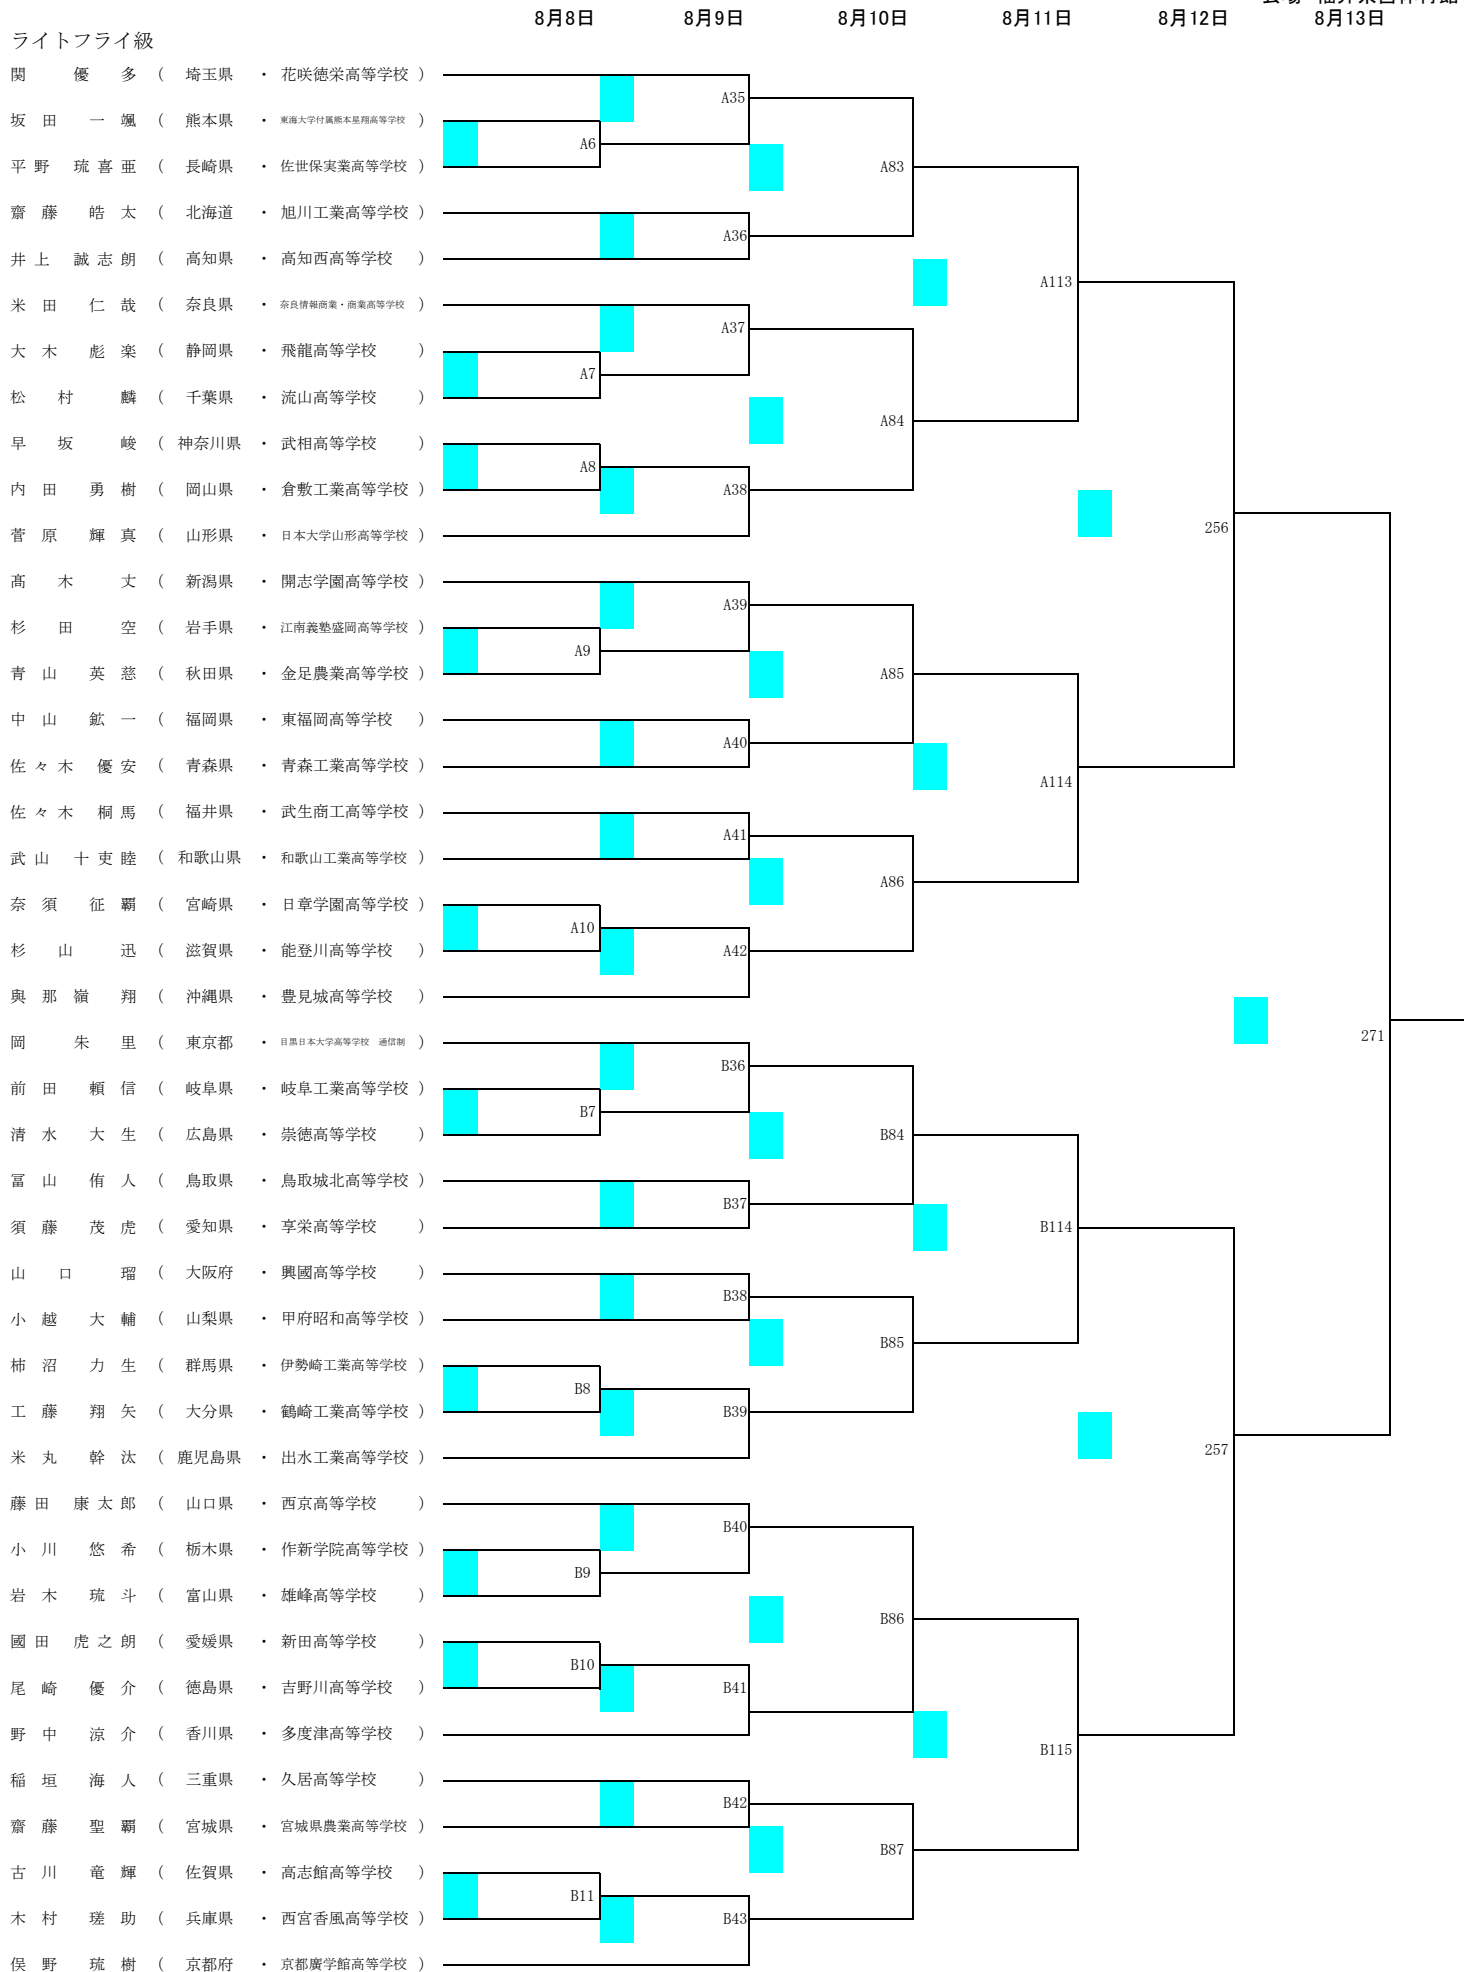 8月8日 8月9日 8月10日 8月11日 8月12日 8月13日
ライトフライ級
関 優多 ( 埼玉県 ・ 花咲徳栄高等学校 )
A35
坂田 一颯 ( 熊本県 ・ 東海大学付属熊本星翔高等学校 )
A6
平野 琉喜亜 ( 長崎県 ・ 佐世保実業高等学校 )
A83
齋藤 皓太 ( 北海道 ・ 旭川工業高等学校 )
A36
井上 誠志朗 ( 高知県 ・ 高知西高等学校 )
A113
米田 仁哉 ( 奈良県 ・ 奈良情報商業・商業高等学校 )
A37
大木 彪楽 ( 静岡県 ・ 飛龍高等学校 )
A7
松村 麟 ( 千葉県 ・ 流山高等学校 )
A84
早坂 峻 ( 神奈川県 ・ 武相高等学校 )
A8
内田 勇樹 ( 岡山県 ・ 倉敷工業高等学校 )
A38
256
菅原 輝真 ( 山形県 ・ 日本大学山形高等学校 )
髙木 丈 ( 新潟県 ・ 開志学園高等学校 )
A39
杉田 空 ( 岩手県 ・ 江南義塾盛岡高等学校 )
A9
青山 英慈 ( 秋田県 ・ 金足農業高等学校 )
A85
中山 鉱一 ( 福岡県 ・ 東福岡高等学校 )
A40
佐々木 優安 ( 青森県 ・ 青森工業高等学校 )
A114
佐々木 桐馬 ( 福井県 ・ 武生商工高等学校 )
A41
武山 十吏睦 ( 和歌山県 ・ 和歌山工業高等学校 )
A86
奈須 征覇 ( 宮崎県 ・ 日章学園高等学校 )
A10
杉山 迅 ( 滋賀県 ・ 能登川高等学校 )
A42
與那嶺 翔 ( 沖縄県 ・ 豊見城高等学校 )
271
岡 朱里 ( 東京都 ・ 目黒日本大学高等学校 通信制 )
B36
前田 頼信 ( 岐阜県 ・ 岐阜工業高等学校 )
B7
清水 大生 ( 広島県 ・ 崇徳高等学校 )
B84
冨山 侑人 ( 鳥取県 ・ 鳥取城北高等学校 )
B37
須藤 茂虎 ( 愛知県 ・ 享栄高等学校 )
B114
山口 瑠 ( 大阪府 ・ 興國高等学校 )
B38
小越 大輔 ( 山梨県 ・ 甲府昭和高等学校 )
B85
柿沼 力生 ( 群馬県 ・ 伊勢崎工業高等学校 )
B8
工藤 翔矢 ( 大分県 ・ 鶴崎工業高等学校 )
B39
257
米丸 幹汰 ( 鹿児島県 ・ 出水工業高等学校 )
藤田 康太郎 ( 山口県 ・ 西京高等学校 )
B40
小川 悠希 ( 栃木県 ・ 作新学院高等学校 )
B9
岩木 琉斗 ( 富山県 ・ 雄峰高等学校 )
B86
國田 虎之朗 ( 愛媛県 ・ 新田高等学校 )
B10
尾崎 優介 ( 徳島県 ・ 吉野川高等学校 )
B41
野中 涼介 ( 香川県 ・ 多度津高等学校 )
B115
稲垣 海人 ( 三重県 ・ 久居高等学校 )
B42
齋藤 聖覇 ( 宮城県 ・ 宮城県農業高等学校 )
B87
古川 竜輝 ( 佐賀県 ・ 高志館高等学校 )
B11
木村 瑳助 ( 兵庫県 ・ 西宮香風高等学校 )
B43
俣野 琉樹 ( 京都府 ・ 京都廣学館高等学校 )